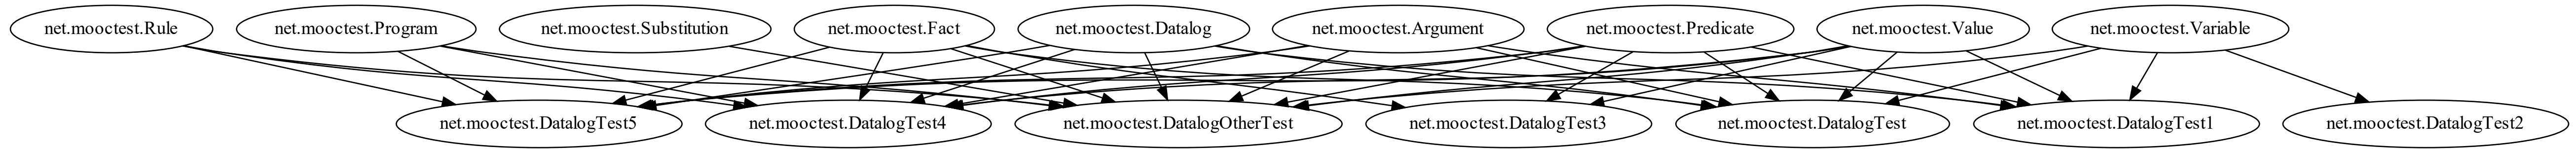 net.mooctest.Rule
net.mooctest.Program
net.mooctest.Substitution
net.mooctest.Fact
net.mooctest.Datalog
net.mooctest.Argument
net.mooctest.Predicate
net.mooctest.Value
net.mooctest.Variable
net.mooctest.DatalogTest5
net.mooctest.DatalogTest4
net.mooctest.DatalogOtherTest
net.mooctest.DatalogTest3
net.mooctest.DatalogTest
net.mooctest.DatalogTest1
net.mooctest.DatalogTest2